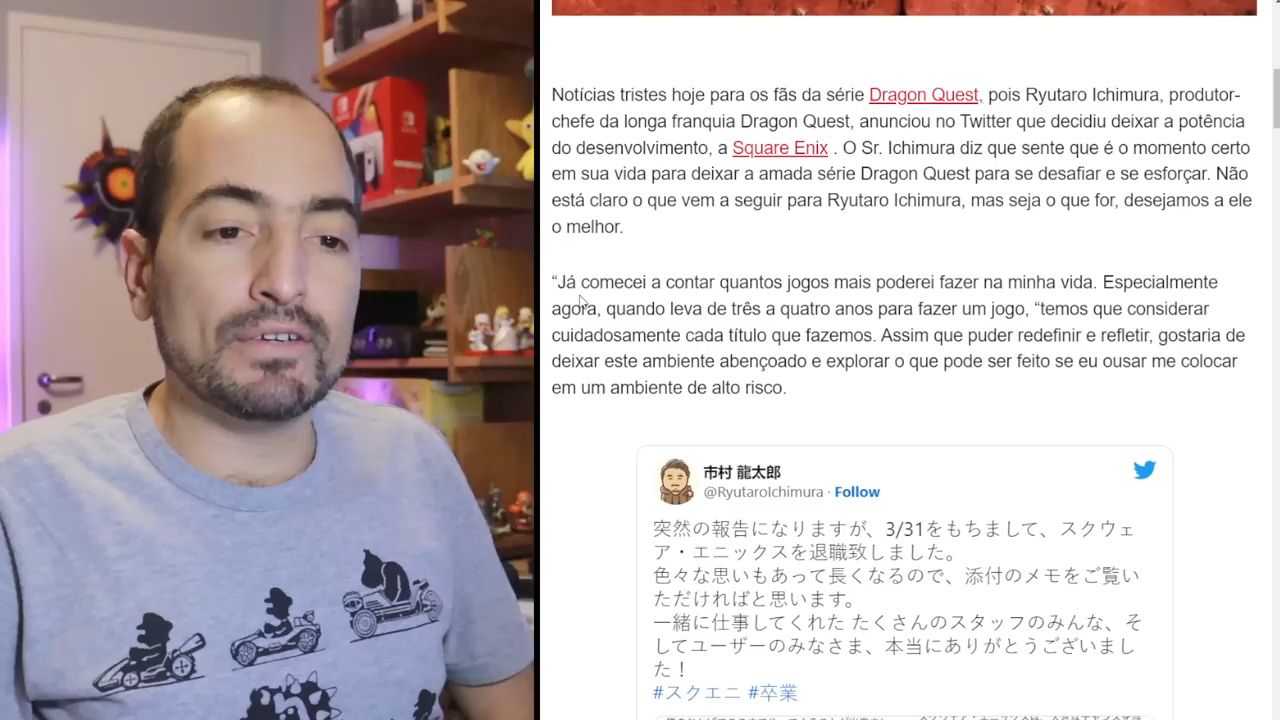 Notícias tristes hoje para os fãs da série Dragon Quest, pois Ryutaro Ichimura, produtor-
chefe da longa franquia Dragon Quest, anunciou no Twitter que decidiu deixar a potência
do desenvolvimento, a Square Enix . O Sr. Ichimura diz que sente que é o momento certo
em sua vida para deixar a amada série Dragon Quest para se desafiar e se esforçar. Não
está claro o que vem a seguir para Ryutaro Ichimura, mas seja o que for, desejamos a ele
o melhor.
“Já comecei a contar quantos jogos mais poderei fazer na minha vida. Especialmente
agora, quando leva de três a quatro anos para fazer um jogo, “temos que considerar
cuidadosamente cada título que fazemos. Assim que puder redefinir e refletir, gostaria de
deixar este ambiente abençoado e explorar o que pode ser feito se eu ousar me colocar
em um ambiente de alto risco.
市村 龍太郎
@RyutaroIchimura · Follow
突然の報告になりますが、3/31をもちまして、スクウェ
ア・エニックスを退職致しました。
色々な思いもあって長くなるので、添付のメモをご覧い
ただければと思います。
一緒に仕事してくれた たくさんのスタッフのみんな、そ
してユーザーのみなさま、本当にありがとうございまし
た！
#スクエニ #卒業